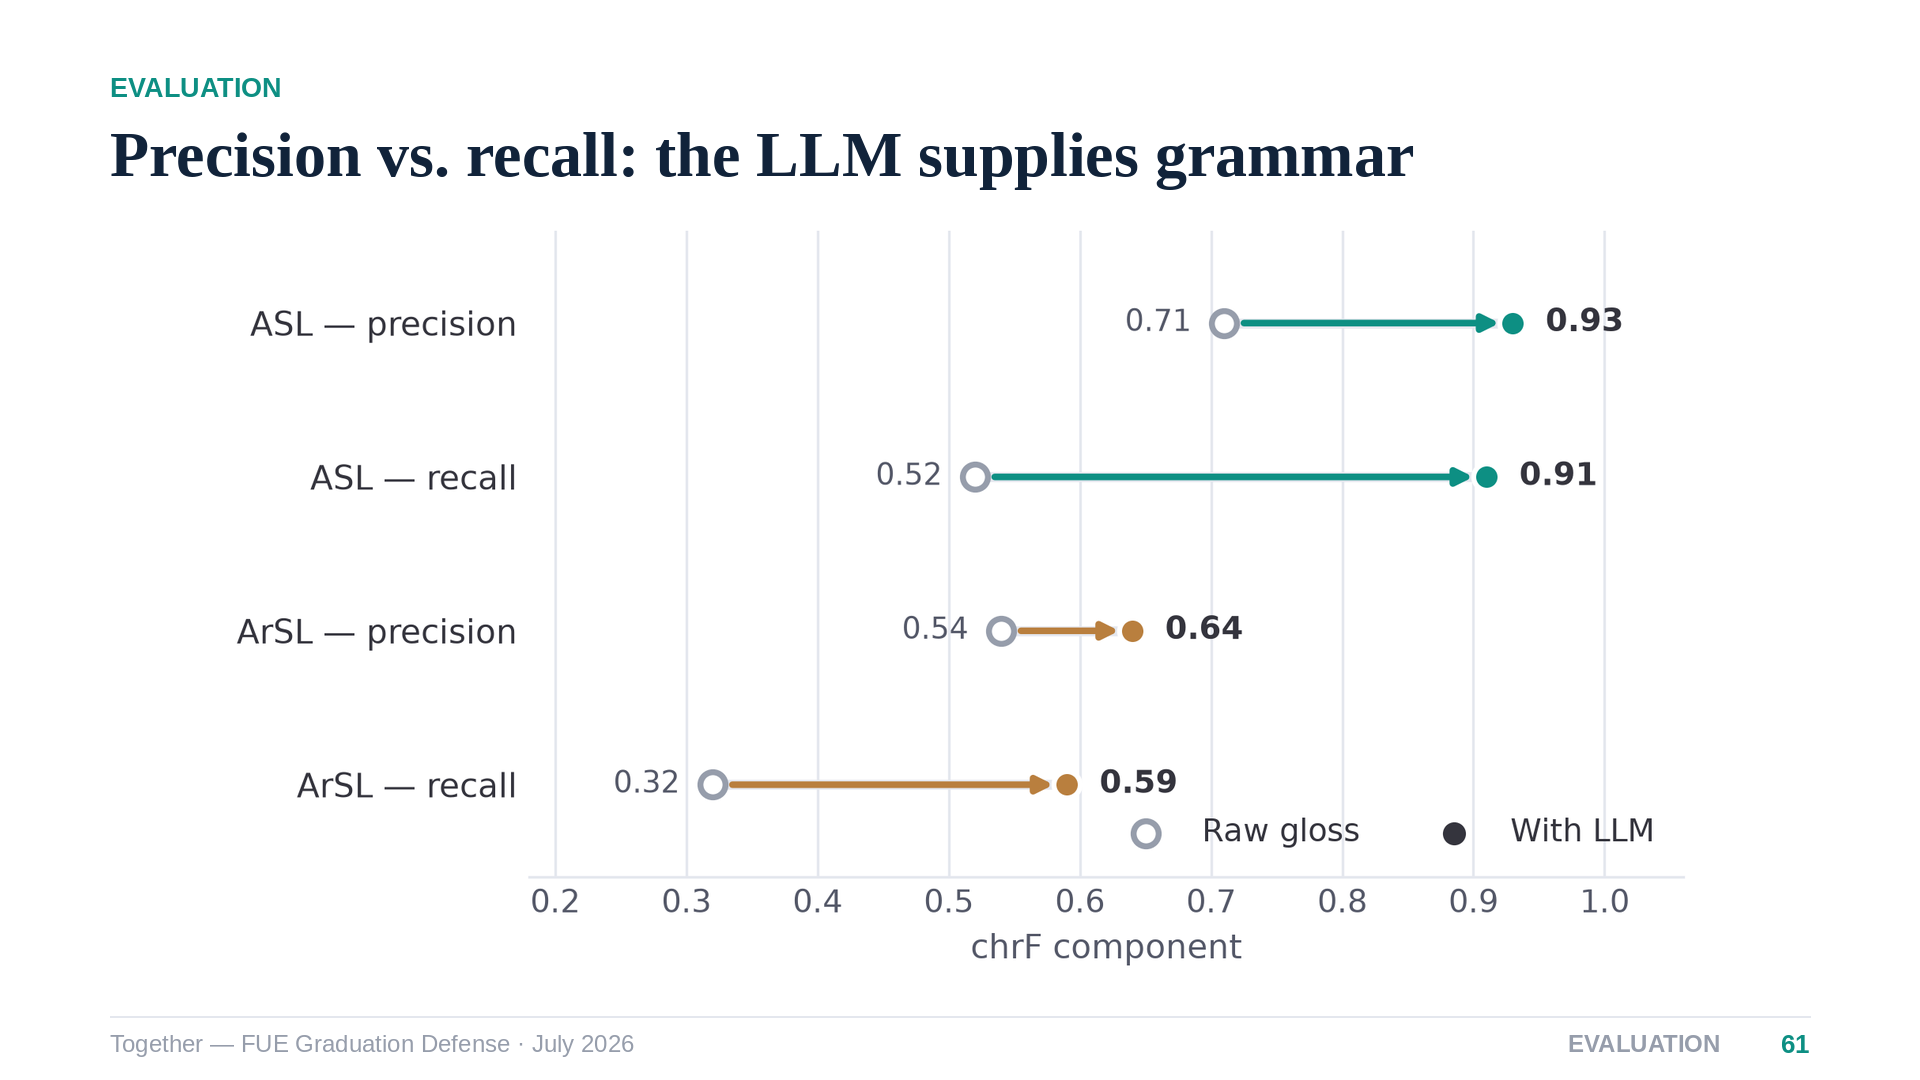 EVALUATION
Precision vs. recall: the LLM supplies grammar
ASL — precision
0.71
0.93
ASL — recall
0.52
0.91
ArSL — precision
0.54
0.64
ArSL — recall
0.32
0.59
Raw gloss
With LLM
0.2 0.3 0.4 0.5 0.6 0.7 0.8 0.9 1.0
chrF component
Together — FUE Graduation Defense · July 2026
EVALUATION 61